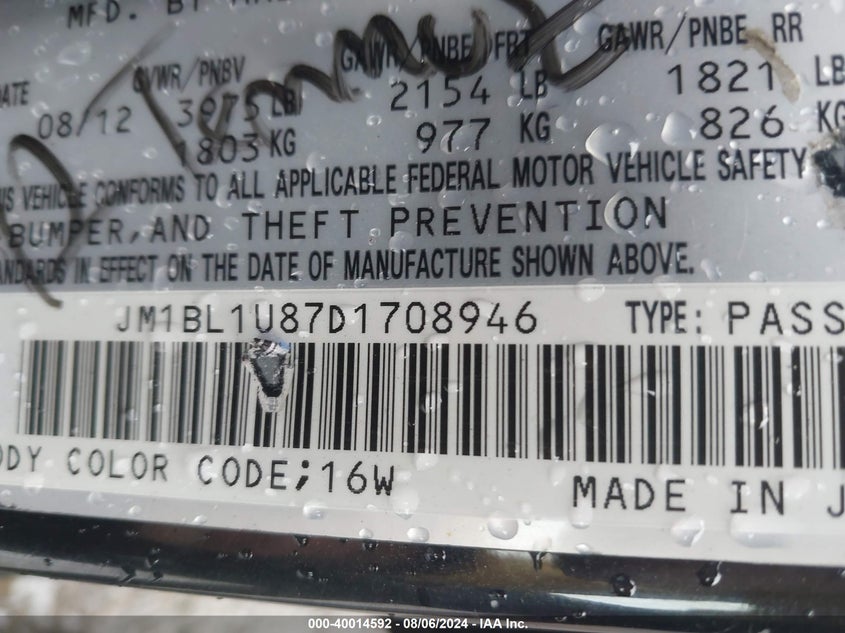 MFD. BY
GVWR/PNBV GAWR/PNBE FRT GAWR/PNBE RR
DATE 08/12 3975 LB 2154 LB 1821 LB
1803 KG 977 KG 826 KG
VEHICLE CONFORMS TO ALL APPLICABLE FEDERAL MOTOR VEHICLE SAFETY
BUMPER, AND THEFT PREVENTION
IN EFFECT ON THE DATE OF MANUFACTURE SHOWN ABOVE.
JM1BL1U87D1708946 TYPE: PASS
ODY COLOR CODE;16W
MADE IN J
000-40014592 - 08/06/2024 - IAA Inc.